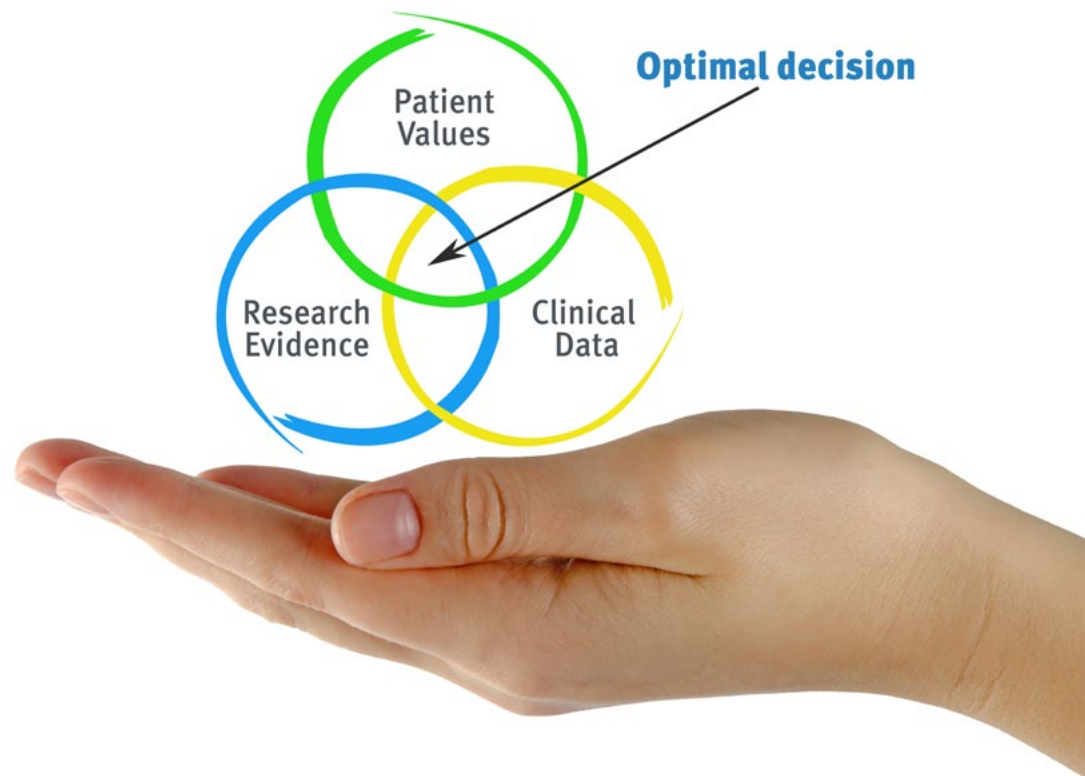 Optimal decision
Patient
Values
Research
Evidence
Clinical
Data